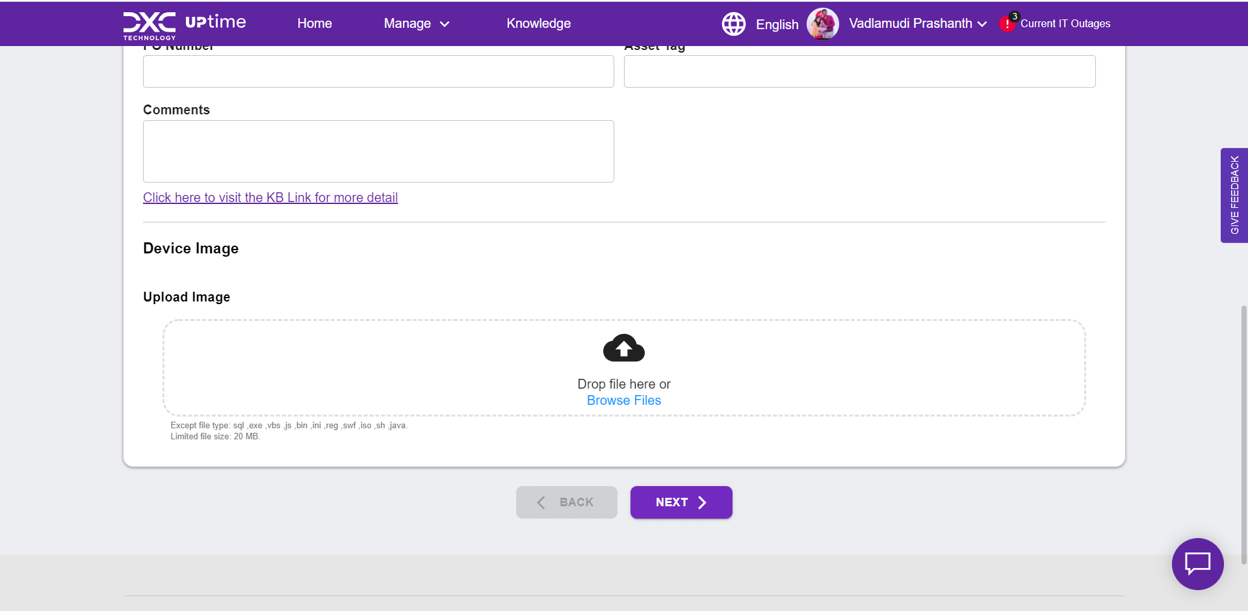 DXC UPtime
TECHNOLOGY
Home
Manage
Knowledge
English
Vadlamudi Prashanth
3
Current IT Outages
PO Number
Asset Tag
Comments
Click here to visit the KB Link for more detail
Device Image
Upload Image
Drop file here or
Browse Files
Except file type: sql ,exe ,vbs ,js ,bin ,ini ,reg ,swf ,iso ,sh ,java.
Limited file size: 20 MB.
BACK
NEXT
GIVE FEEDBACK